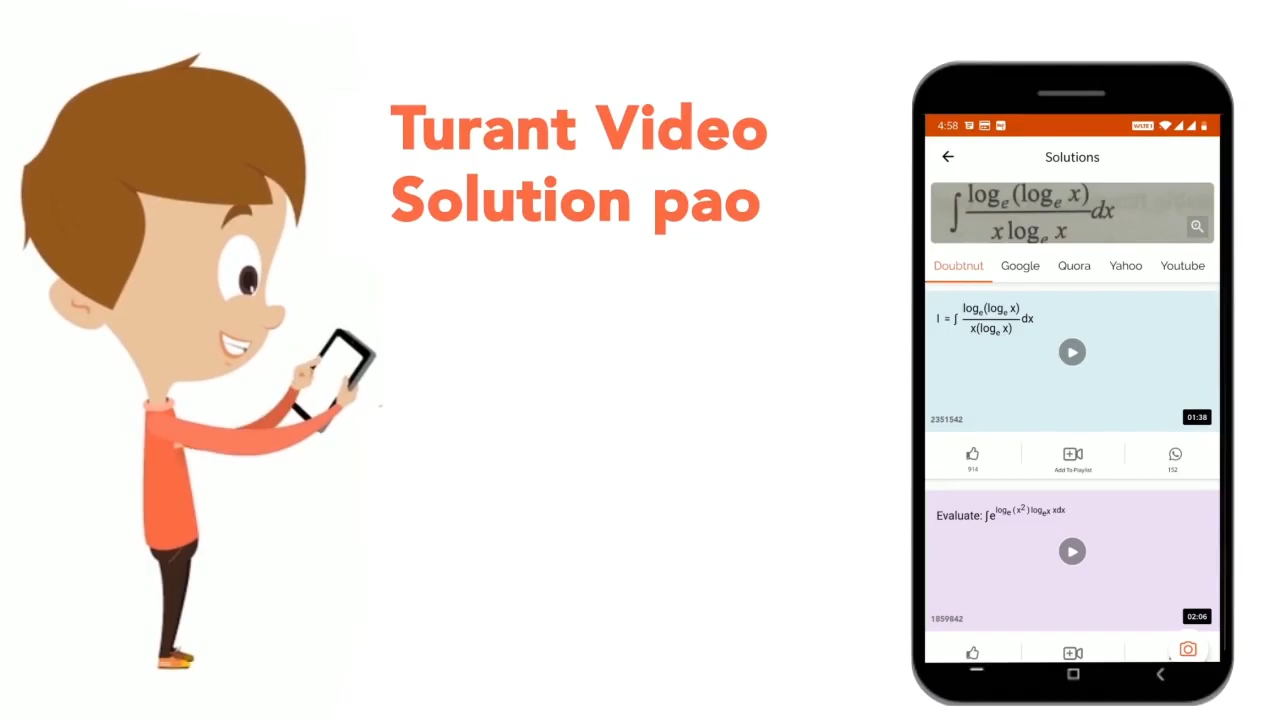 Turant Video
Solution pao
4:58
VoLTE1
Solutions
∫ logₑ(logₑ x) / x logₑ x dx
Doubtnut Google Quora Yahoo Youtube
I = ∫ logₑ(logₑ x) / x(logₑ x) dx
2351542
01:38
914
Add To Playlist
152
Evaluate: ∫e^logₑ(x²)logₑx xdx
1859842
02:06